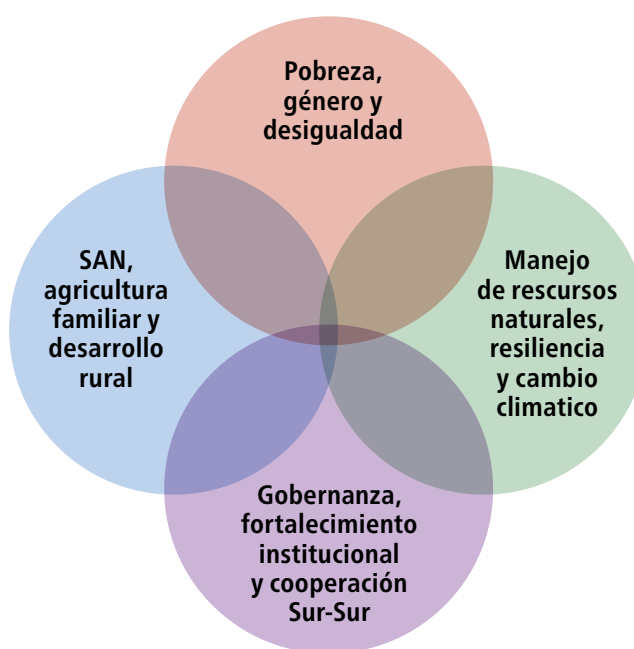 Pobreza,
género y
desigualdad
SAN,
agricultura
familiar y
desarrollo
rural
Manejo
de rescursos
naturales,
resiliencia
y cambio
climatico
Gobernanza,
fortalecimiento
institucional
y cooperación
Sur-Sur